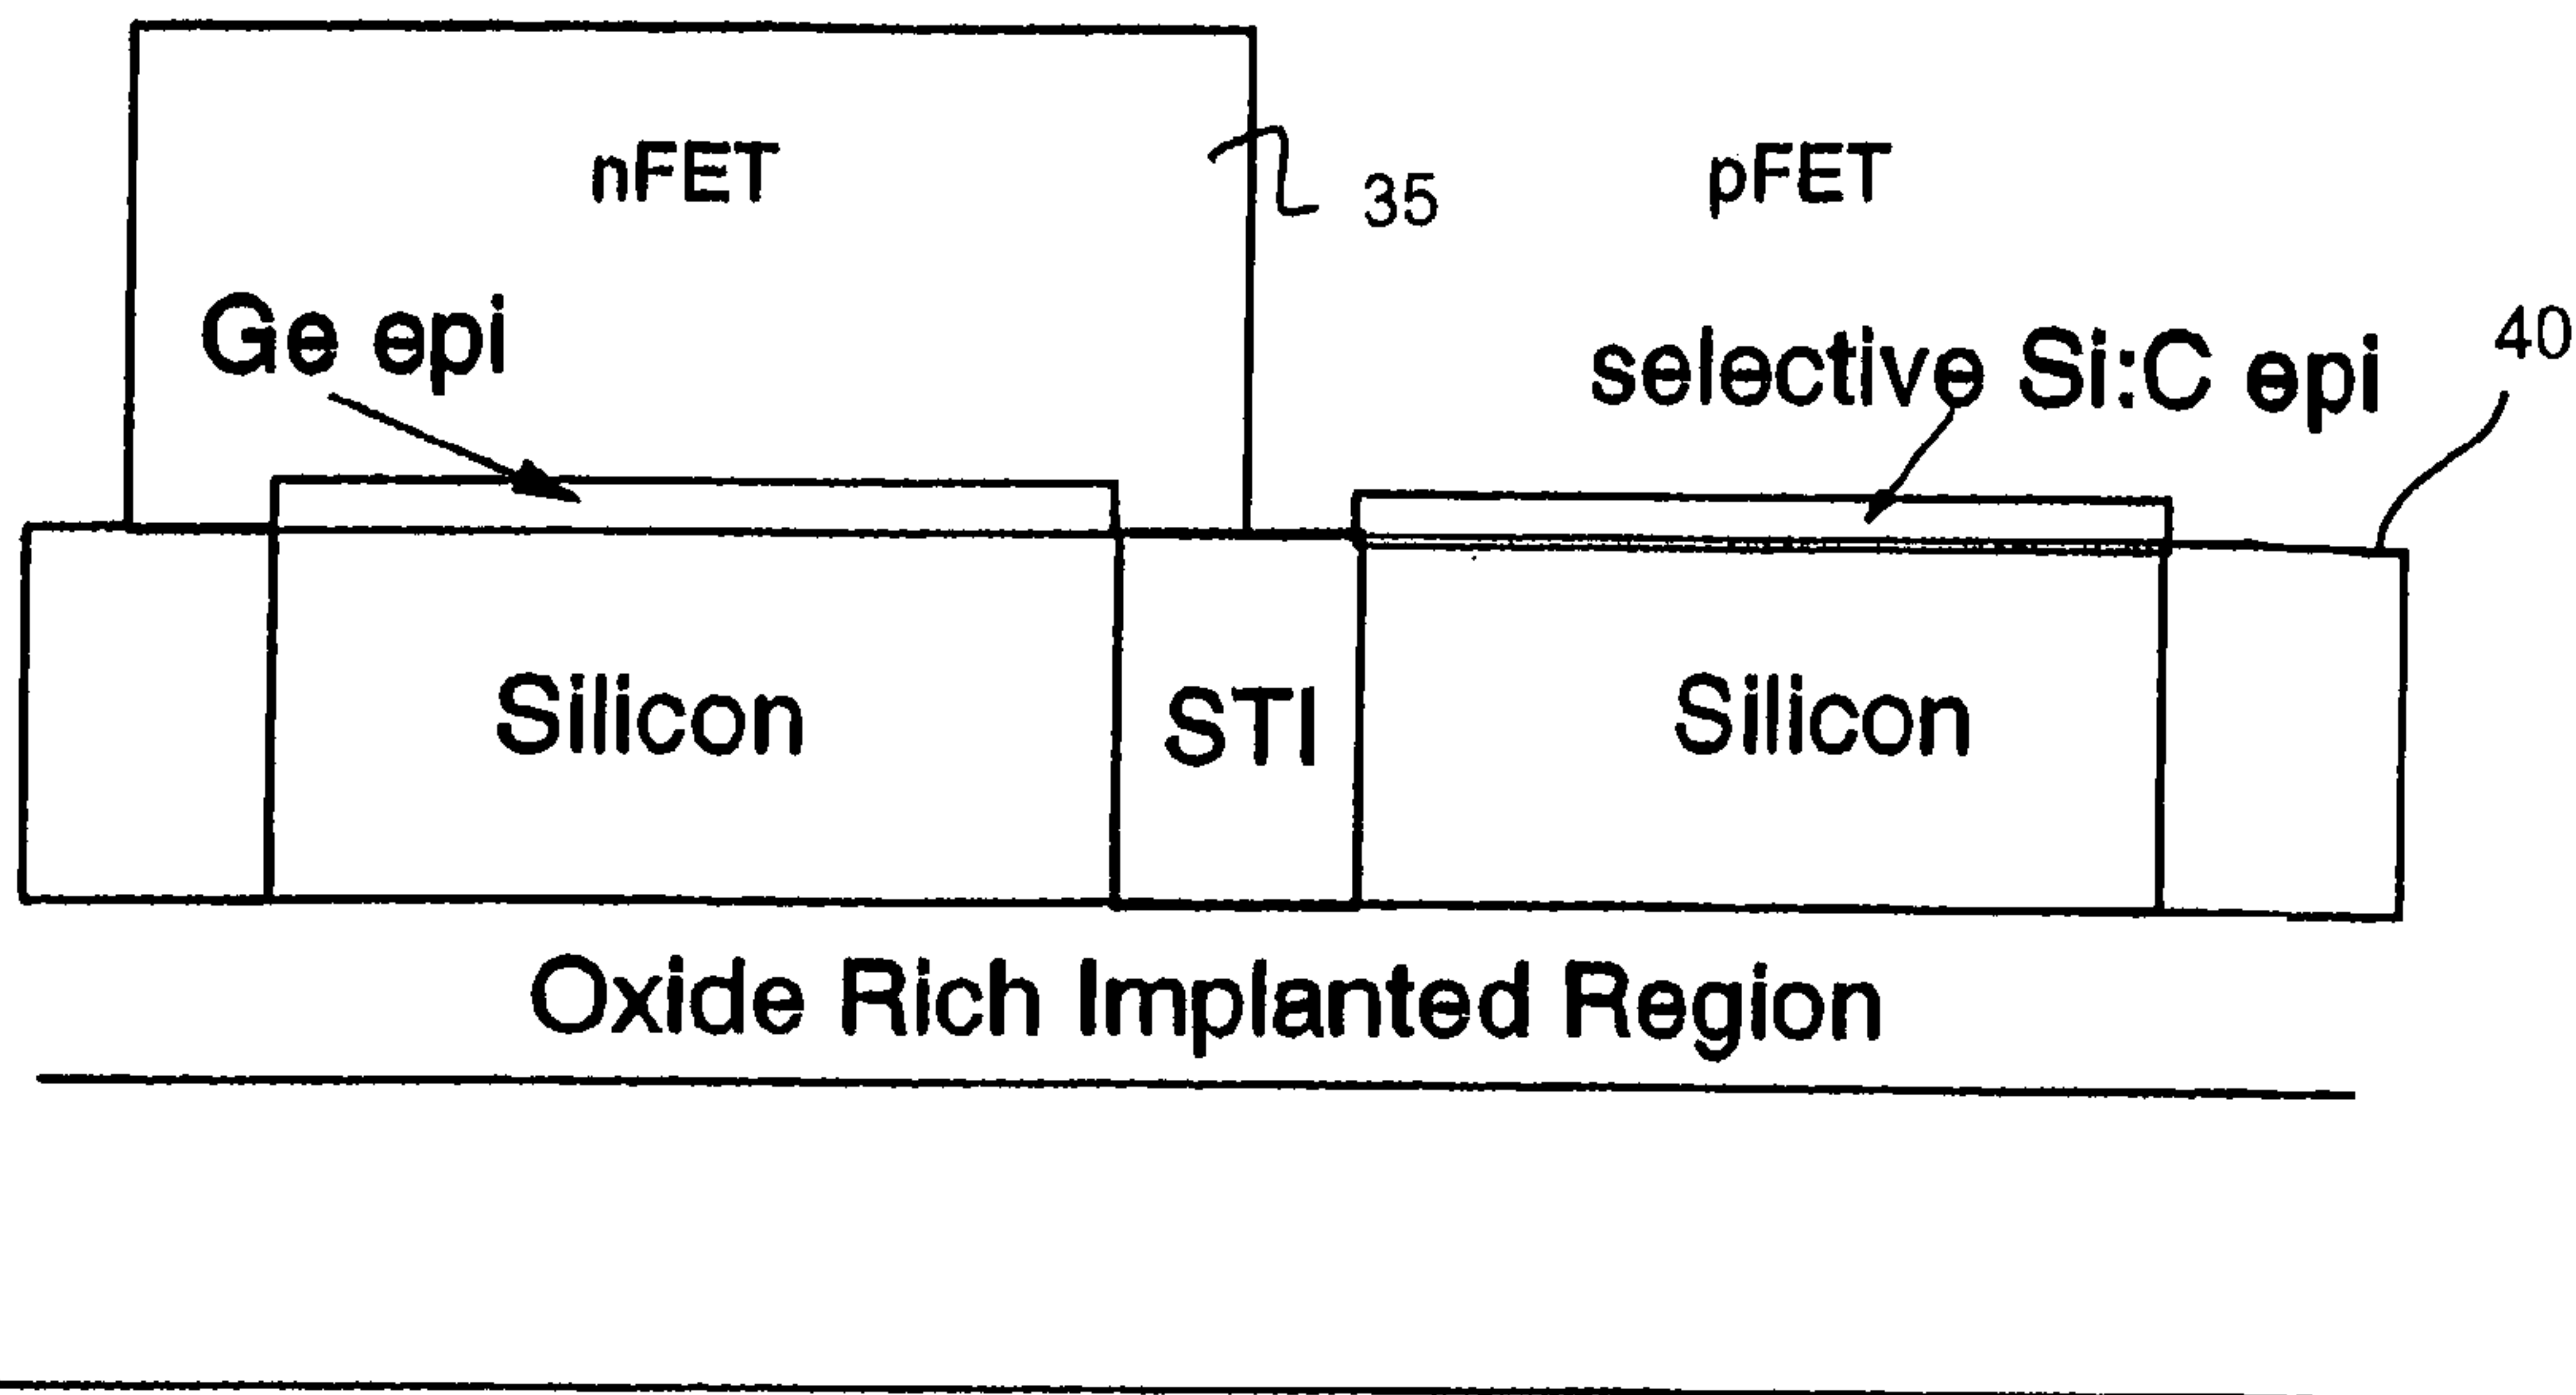 nFET
35
pFET
Ge epi
selective Si:C epi
40
Silicon
STI
Silicon
Oxide Rich Implanted Region